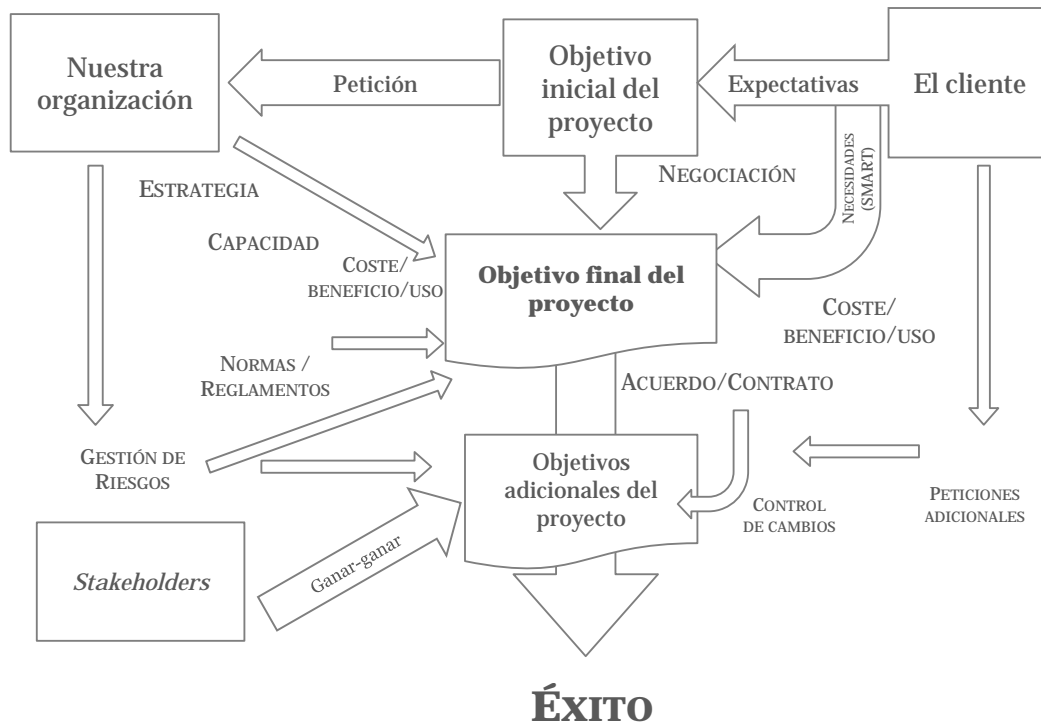 Nuestra
organización
Petición
Objetivo
inicial del
proyecto
Expectativas
El cliente
ESTRATEGIA
NEGOCIACIÓN
NECESIDADES
(SMART)
CAPACIDAD
COSTE/
BENEFICIO/USO
Objetivo final del
proyecto
COSTE/
BENEFICIO/USO
NORMAS /
REGLAMENTOS
ACUERDO/CONTRATO
GESTIÓN DE
RIESGOS
Objetivos
adicionales del
proyecto
CONTROL
DE CAMBIOS
PETICIONES
ADICIONALES
Stakeholders
Ganar-ganar
ÉXITO